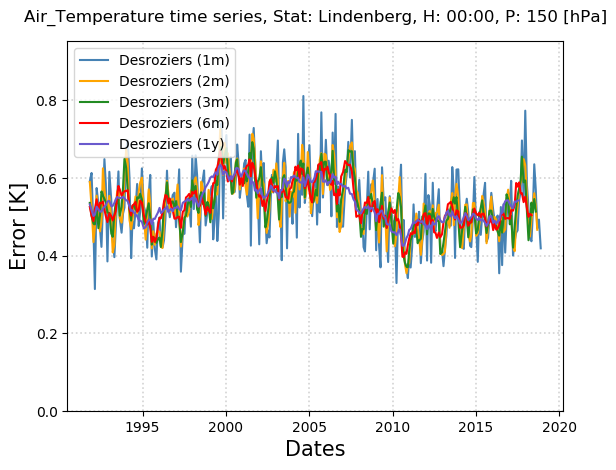 Air_Temperature time series, Stat: Lindenberg, H: 00:00, P: 150 [hPa]
Desroziers (1m)
Desroziers (2m)
Desroziers (3m)
Desroziers (6m)
Desroziers (1y)
Error [K]
0.8
0.6
0.4
0.2
0.0
1995 2000 2005 2010 2015 2020
Dates